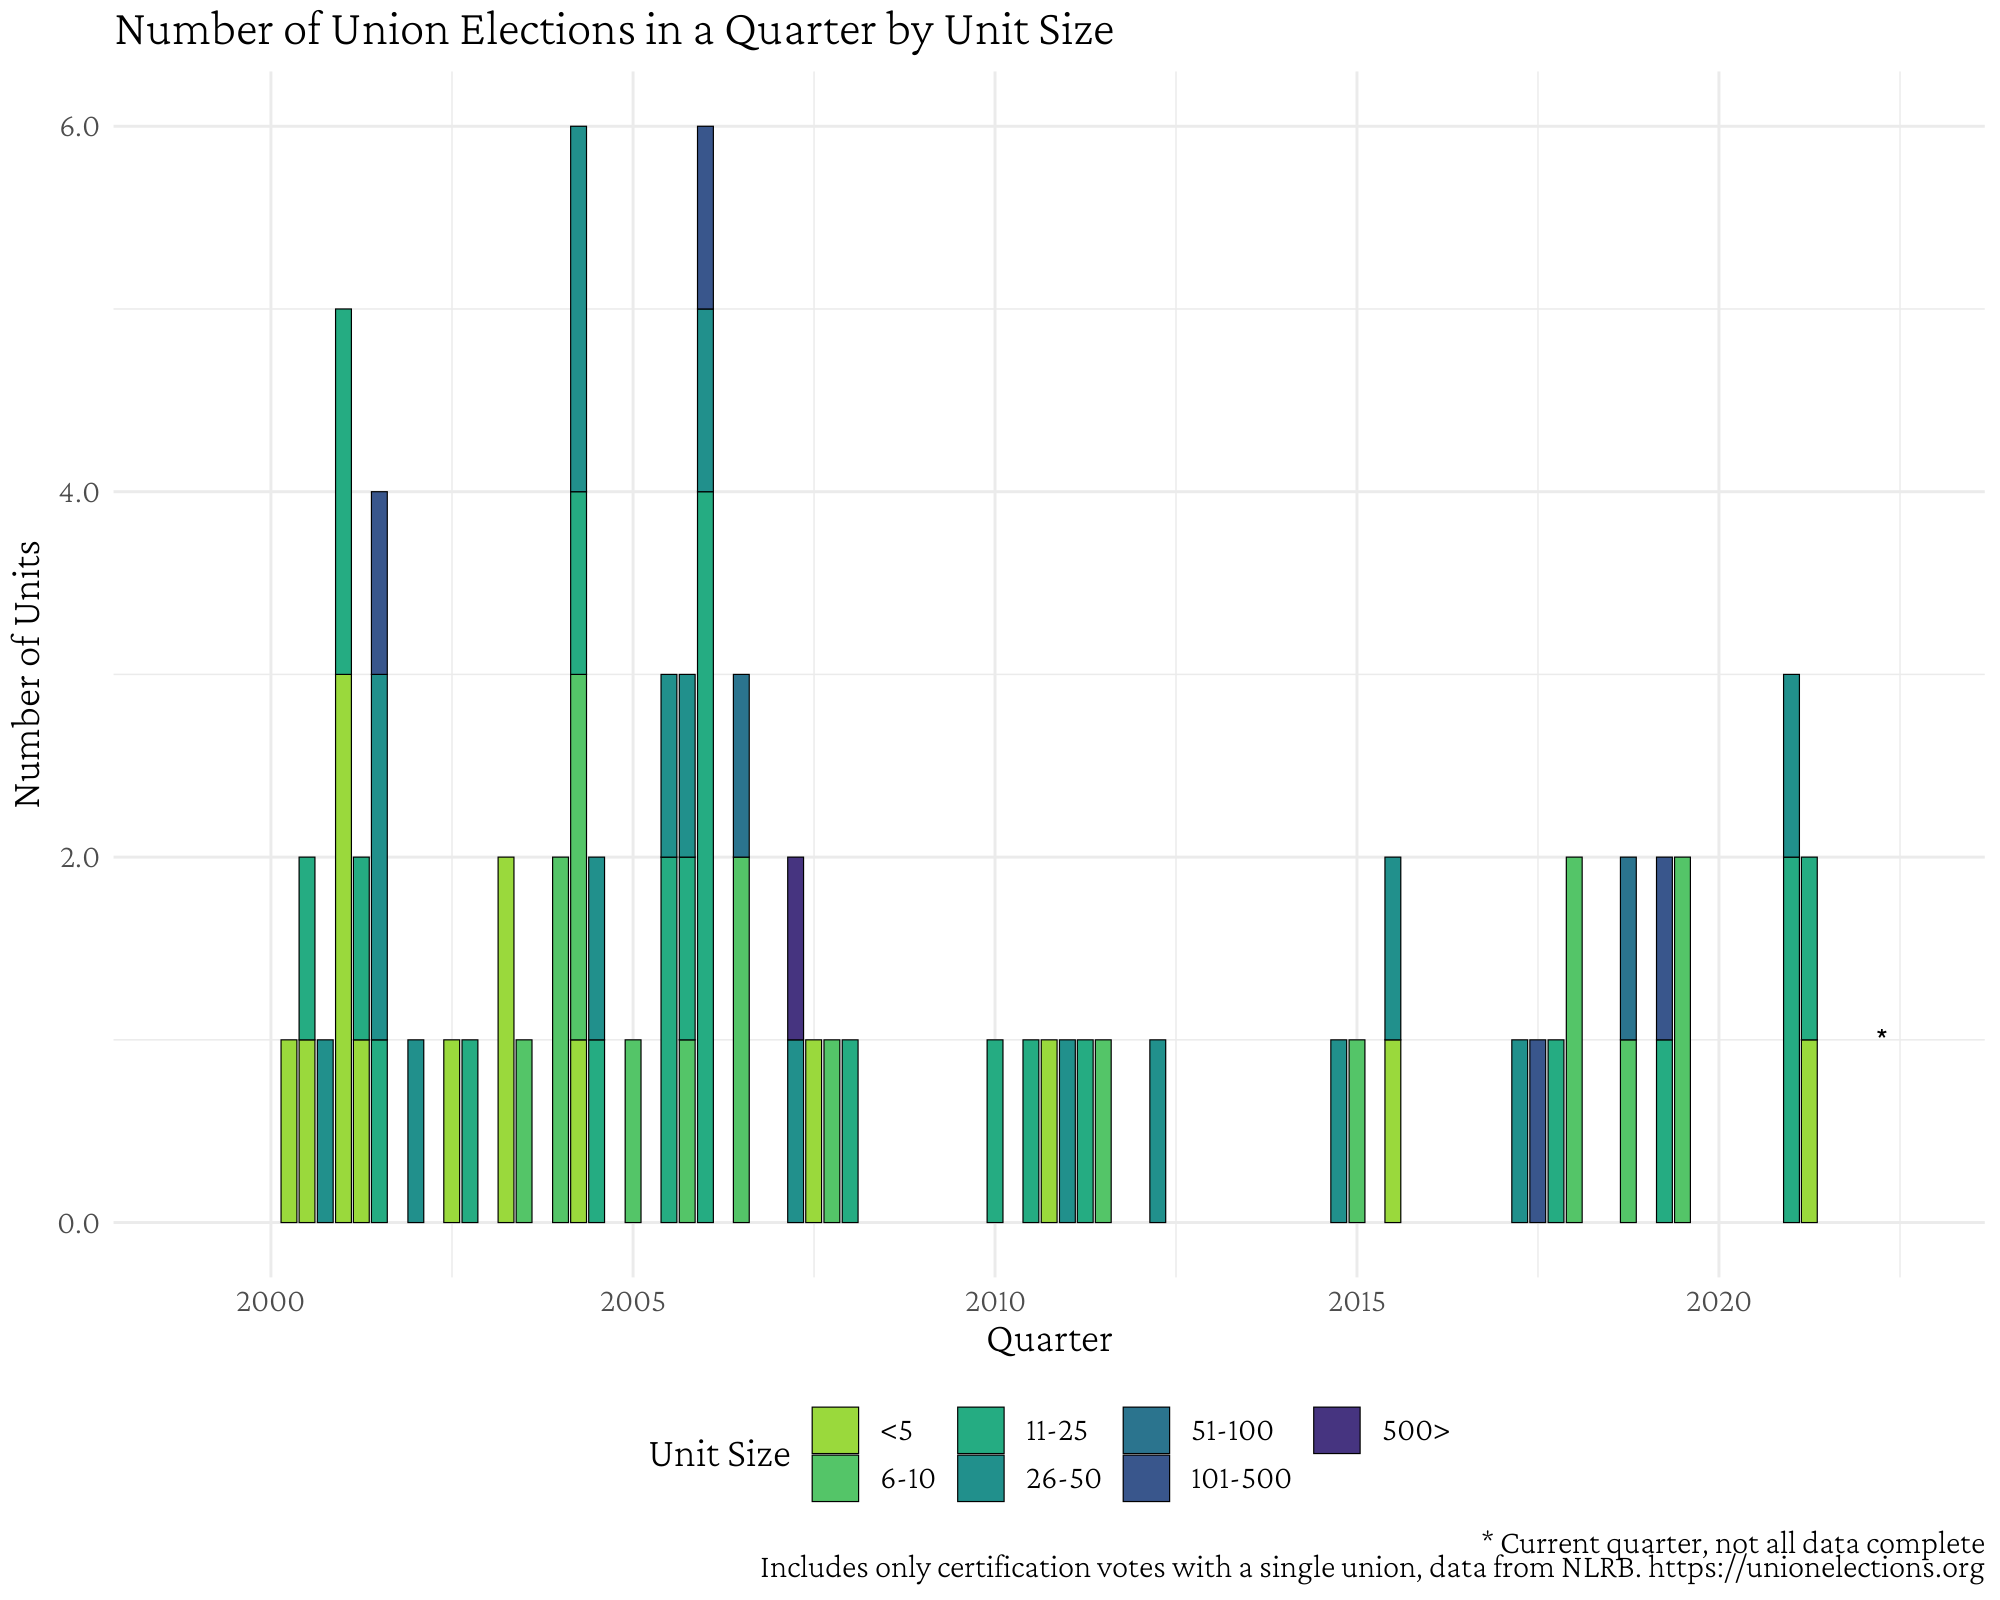 Number of Union Elections in a Quarter by Unit Size
6.0
4.0
2.0
0.0
Number of Units
*
2000 2005 2010 2015 2020
Quarter
Unit Size
<5 11-25 51-100 500>
6-10 26-50 101-500
* Current quarter, not all data complete
Includes only certification votes with a single union, data from NLRB. https://unionelections.org